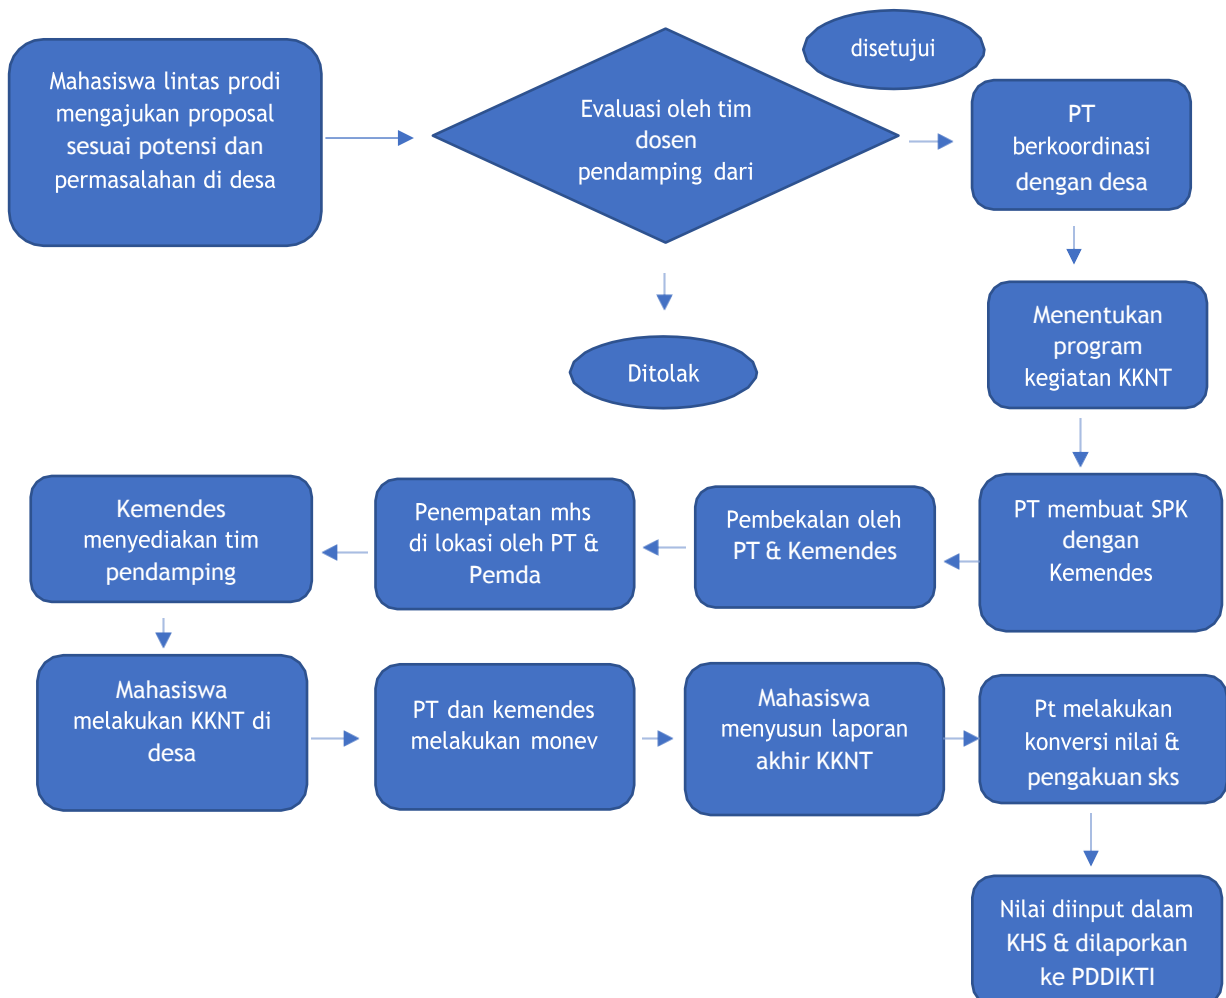 Mahasiswa lintas prodi
mengajukan proposal
sesuai potensi dan
permasalahan di desa
Evaluasi oleh tim
dosen
pendamping dari
disetujui
PT
berkoordinasi
dengan desa
Ditolak
Menentukan
program
kegiatan KKNT
PT membuat SPK
dengan
Kemendes
Pembekalan oleh
PT & Kemendes
Penempatan mhs
di lokasi oleh PT &
Pemda
Kemendes
menyediakan tim
pendamping
Mahasiswa
melakukan KKNT di
desa
PT dan kemendes
melakukan monev
Mahasiswa
menyusun laporan
akhir KKNT
Pt melakukan
konversi nilai &
pengakuan sks
Nilai diinput dalam
KHS & dilaporkan
ke PDDIKTI